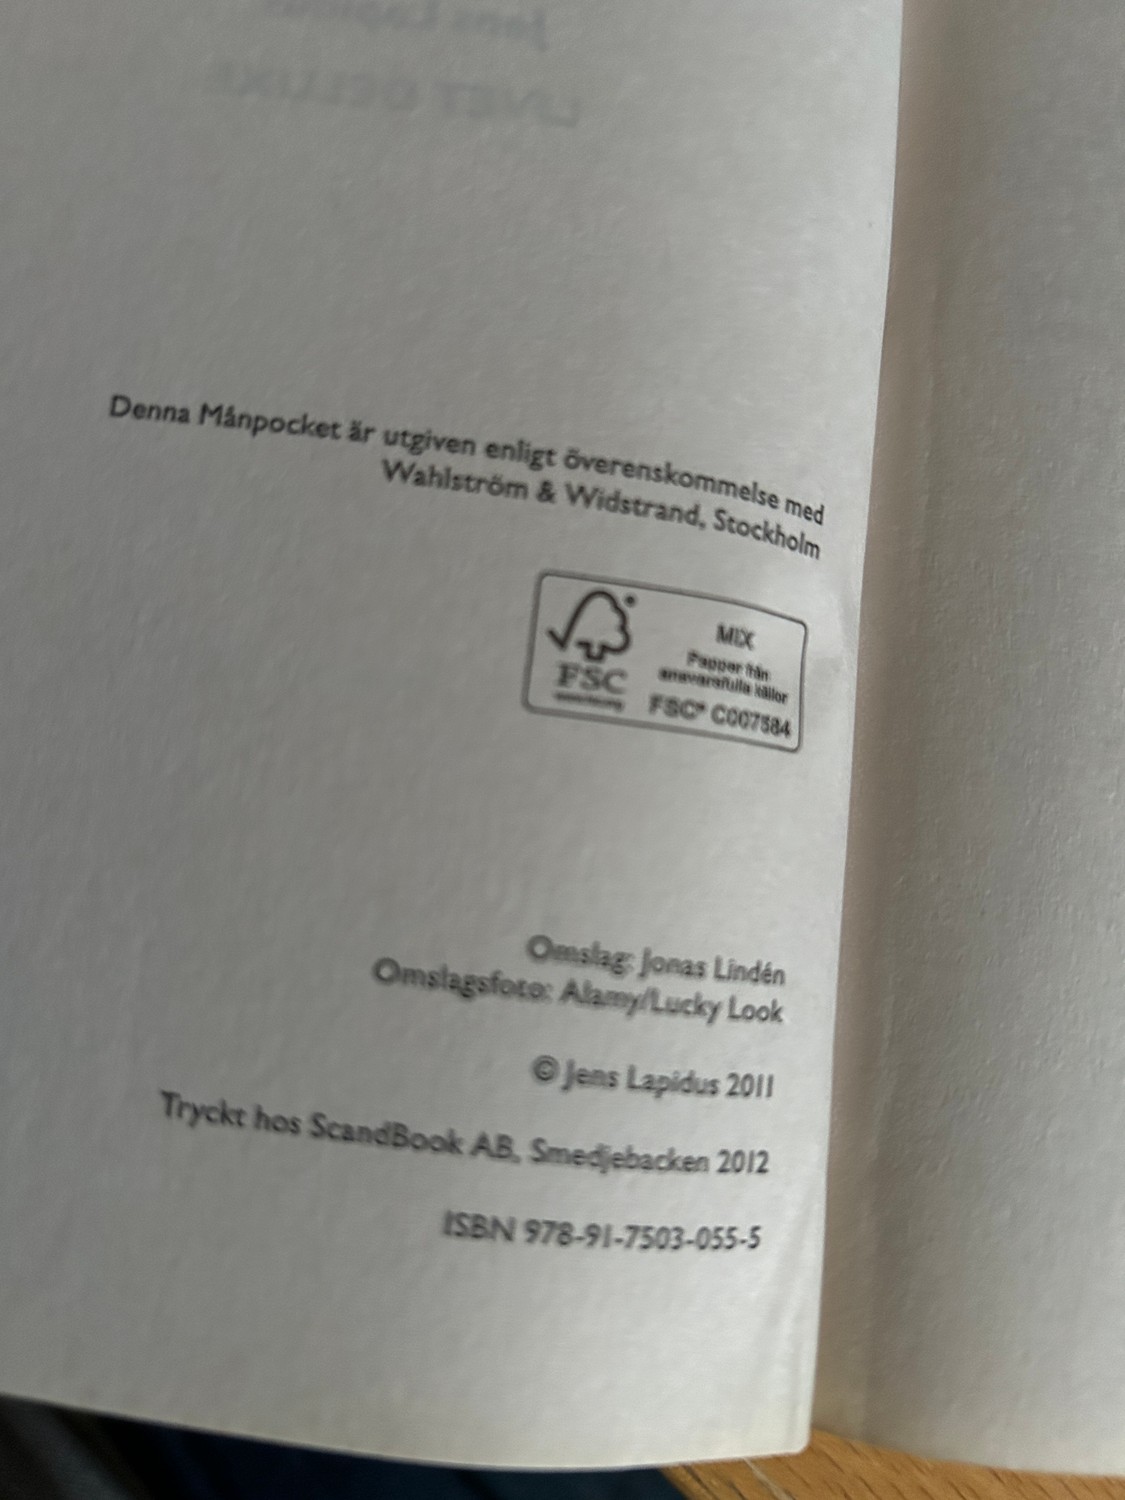 Denna Månpocket är utgiven enligt överenskommelse med
Wahlström & Widstrand, Stockholm
MIX
Papper från
ansvarsfulla källor
FSC
FSC® C007584
Omslag: Jonas Lindén
Omslagsfoto: Alamy/Lucky Look
© Jens Lapidus 2011
Tryckt hos ScandBook AB, Smedjebacken 2012
ISBN 978-91-7503-055-5